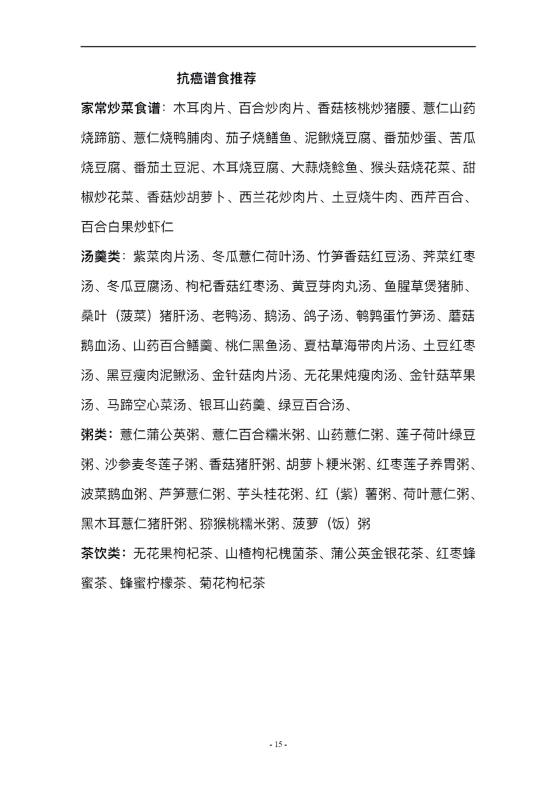 抗癌谱食推荐
家常炒菜食谱：木耳肉片、百合炒肉片、香菇核桃炒猪腰、薏仁山药
烧蹄筋、薏仁烧鸭脯肉、茄子烧鳝鱼、泥鳅烧豆腐、番茄炒蛋、苦瓜
烧豆腐、番茄土豆泥、木耳烧豆腐、大蒜烧鲶鱼、猴头菇烧花菜、甜
椒炒花菜、香菇炒胡萝卜、西兰花炒肉片、土豆烧牛肉、西芹百合、
百合白果炒虾仁
汤羹类：紫菜肉片汤、冬瓜薏仁荷叶汤、竹笋香菇红豆汤、荠菜红枣
汤、冬瓜豆腐汤、枸杞香菇红枣汤、黄豆芽肉丸汤、鱼腥草煲猪肺、
桑叶（菠菜）猪肝汤、老鸭汤、鹅汤、鸽子汤、鹌鹑蛋竹笋汤、蘑菇
鹅血汤、山药百合鳝羹、桃仁黑鱼汤、夏枯草海带肉片汤、土豆红枣
汤、黑豆瘦肉泥鳅汤、金针菇肉片汤、无花果炖瘦肉汤、金针菇苹果
汤、马蹄空心菜汤、银耳山药羹、绿豆百合汤、
粥类：薏仁蒲公英粥、薏仁百合糯米粥、山药薏仁粥、莲子荷叶绿豆
粥、沙参麦冬莲子粥、香菇猪肝粥、胡萝卜粳米粥、红枣莲子养胃粥、
波菜鹅血粥、芦笋薏仁粥、芋头桂花粥、红（紫）薯粥、荷叶薏仁粥、
黑木耳薏仁猪肝粥、猕猴桃糯米粥、菠萝（饭）粥
茶饮类：无花果枸杞茶、山楂枸杞槐菌茶、蒲公英金银花茶、红枣蜂
蜜茶、蜂蜜柠檬茶、菊花枸杞茶
- 15 -